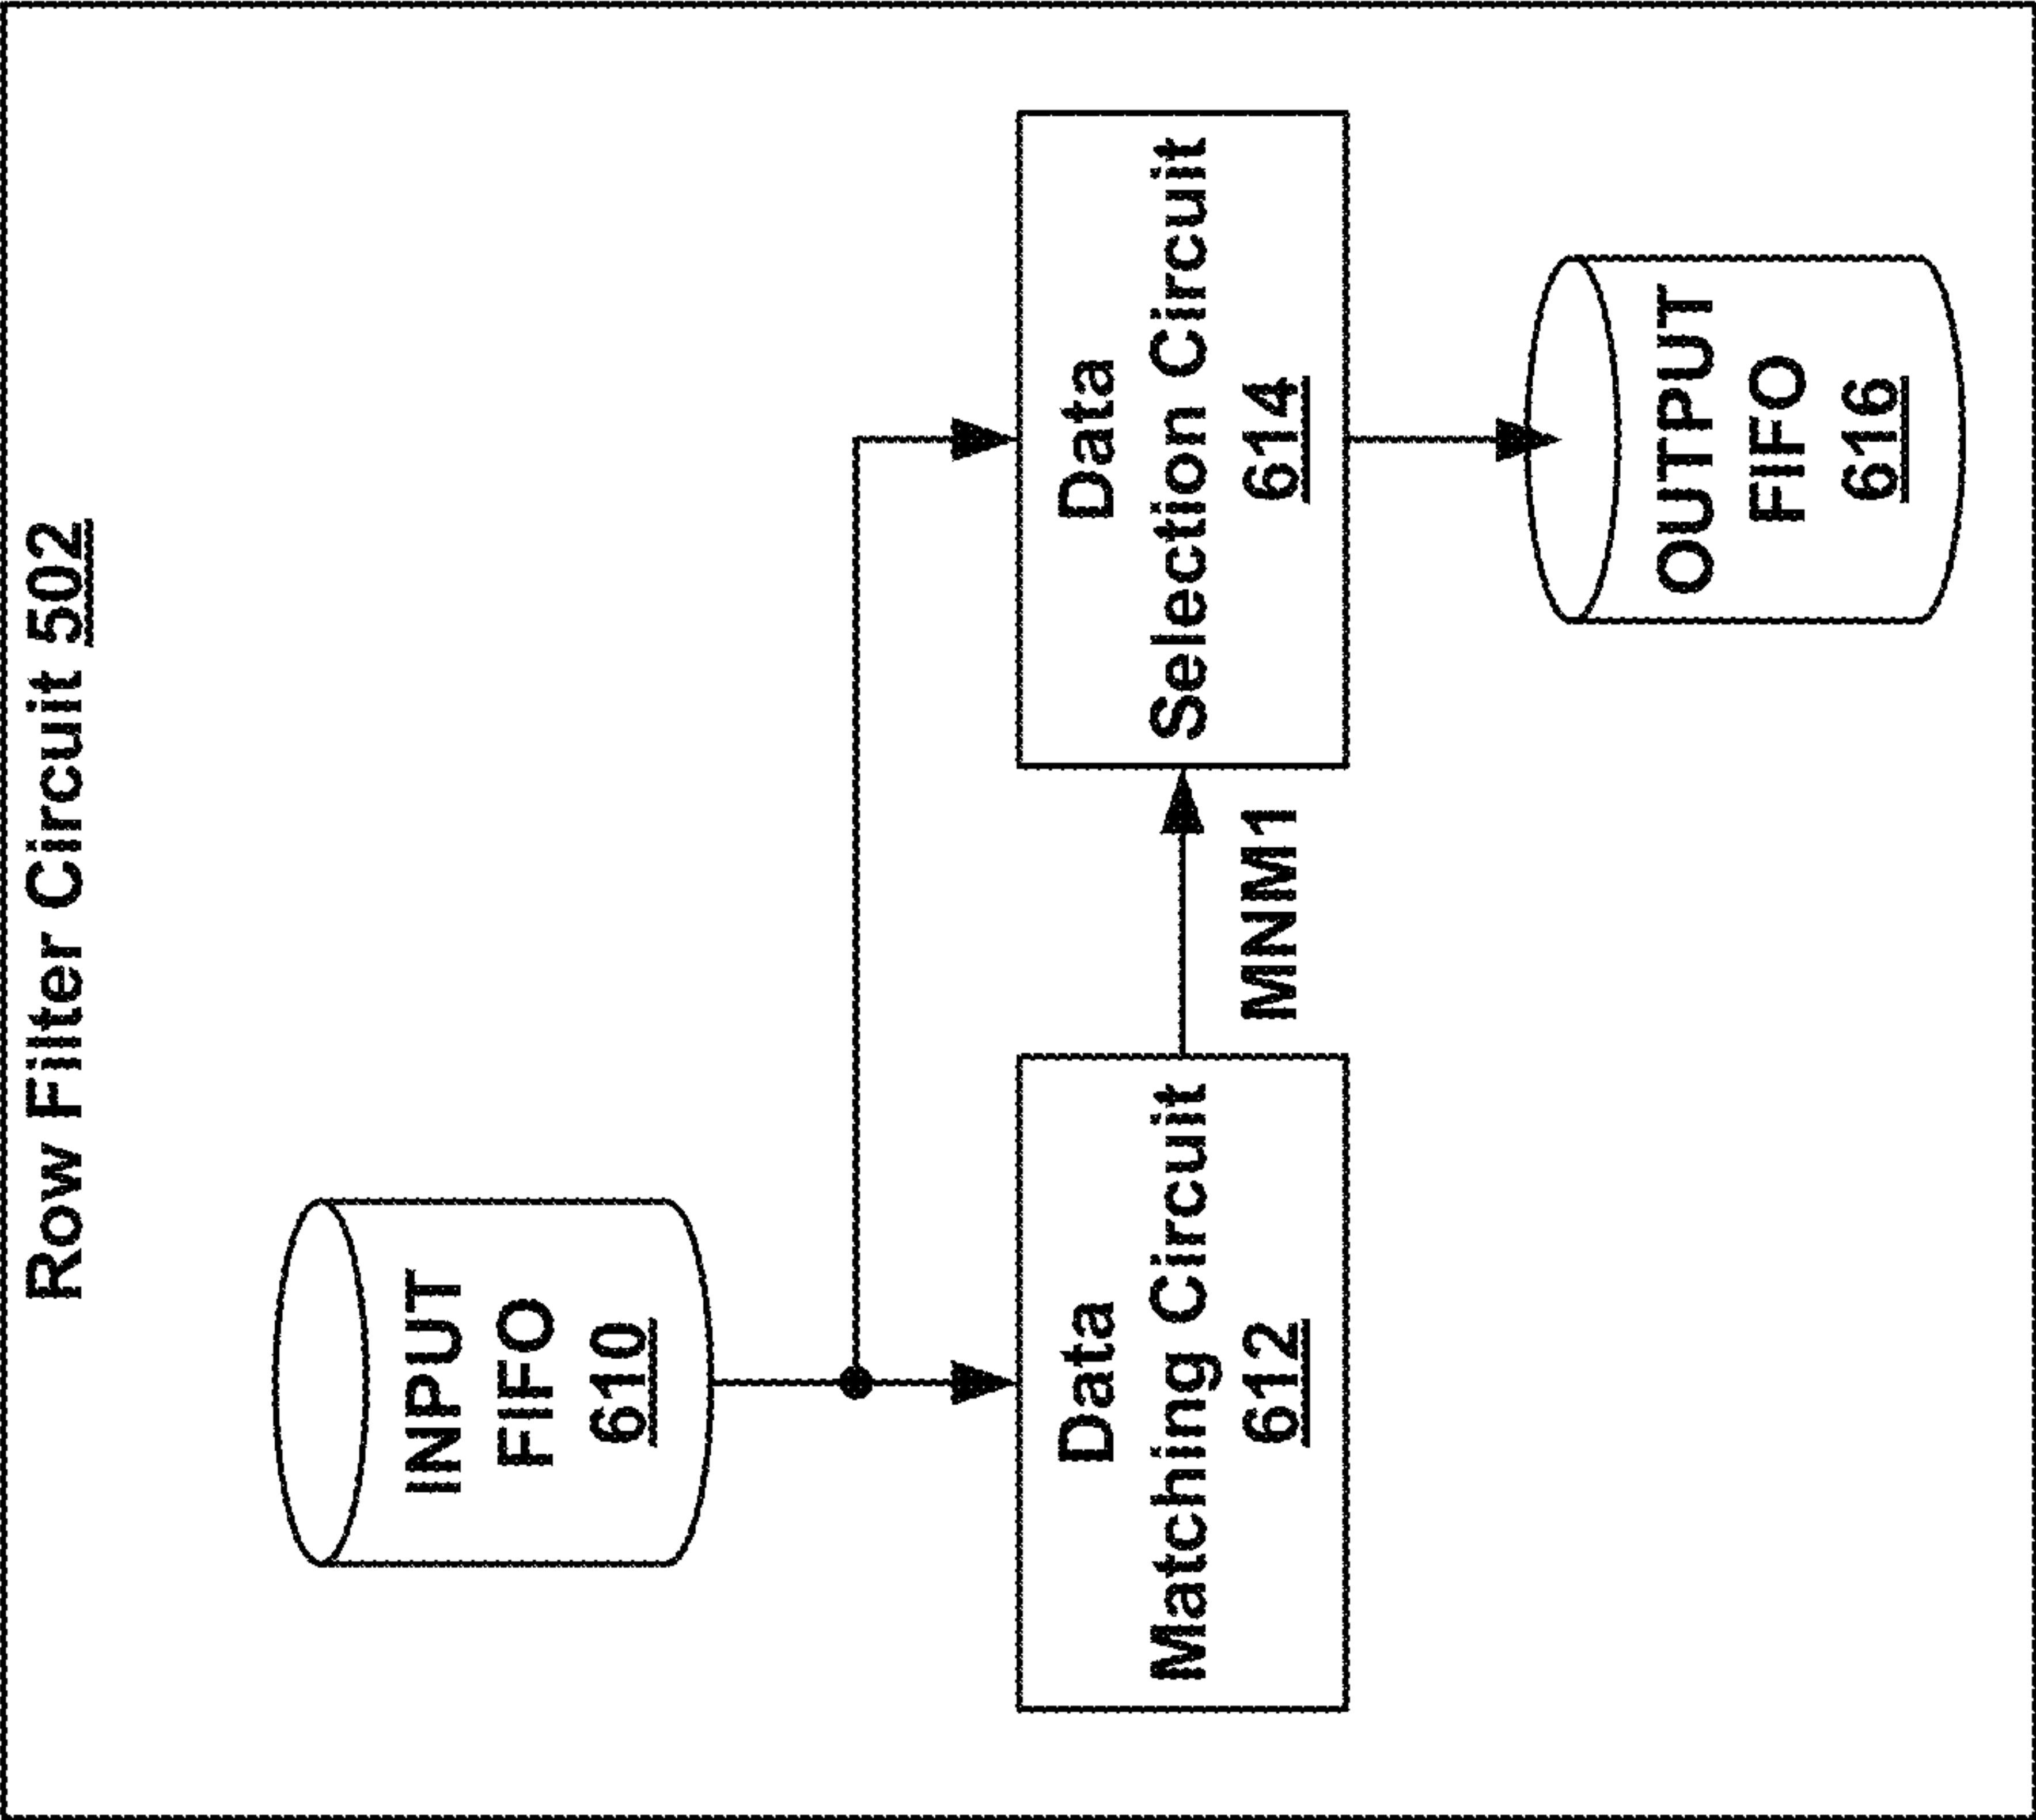 Row Filter Circuit 502
INPUT
FIFO
610
Data
Matching Circuit
612
MNM1
Data
Selection Circuit
614
OUTPUT
FIFO
616